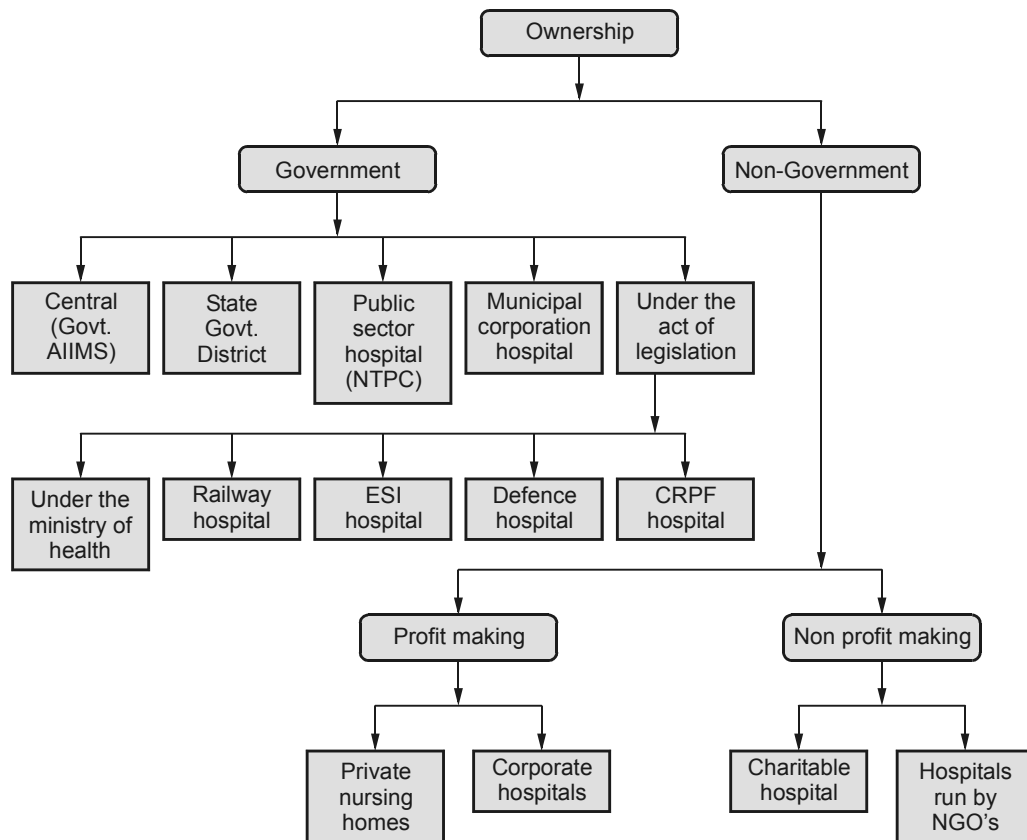 Ownership
Government
Non-Government
Central
(Govt.
AIIMS)
State
Govt.
District
Public
sector
hospital
(NTPC)
Municipal
corporation
hospital
Under the
act of
legislation
Under the
ministry of
health
Railway
hospital
ESI
hospital
Defence
hospital
CRPF
hospital
Profit making
Non profit making
Private
nursing
homes
Corporate
hospitals
Charitable
hospital
Hospitals
run by
NGO's